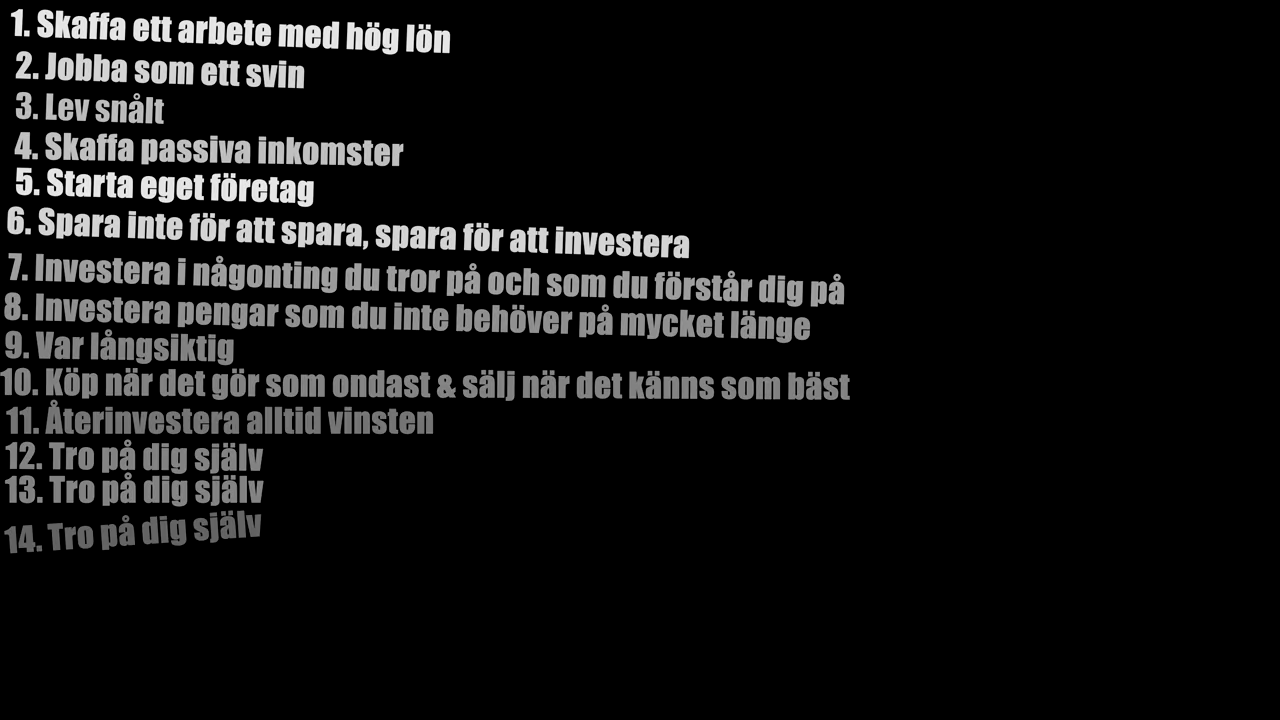 1. Skaffa ett arbete med hög lön
2. Jobba som ett svin
3. Lev snålt
4. Skaffa passiva inkomster
5. Starta eget företag
6. Spara inte för att spara, spara för att investera
7. Investera i någonting du tror på och som du förstår dig på
8. Investera pengar som du inte behöver på mycket länge
9. Var långsiktig
10. Köp när det gör som ondast & sälj när det känns som bäst
11. Återinvestera alltid vinsten
12. Tro på dig själv
13. Tro på dig själv
14. Tro på dig själv